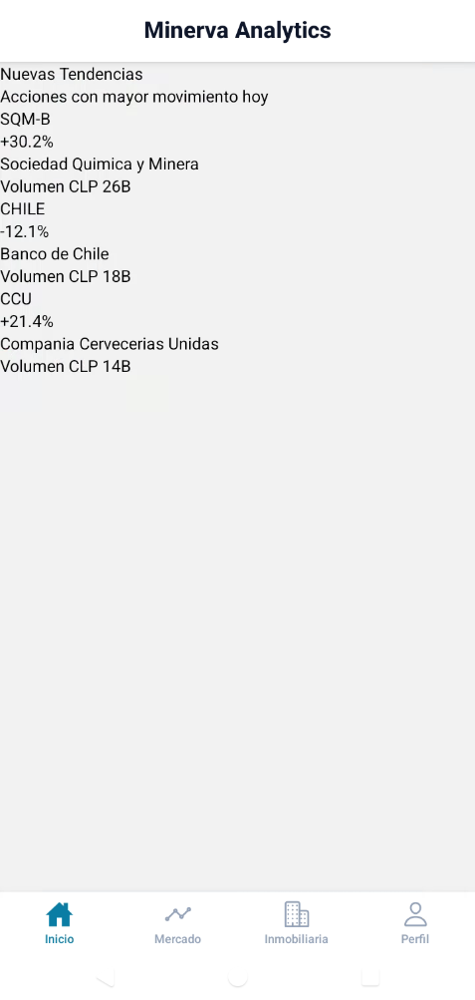 Minerva Analytics
Nuevas Tendencias
Acciones con mayor movimiento hoy
SQM-B
+30.2%
Sociedad Quimica y Minera
Volumen CLP 26B
CHILE
-12.1%
Banco de Chile
Volumen CLP 18B
CCU
+21.4%
Compania Cervecerias Unidas
Volumen CLP 14B
Inicio
Mercado
Inmobiliaria
Perfil